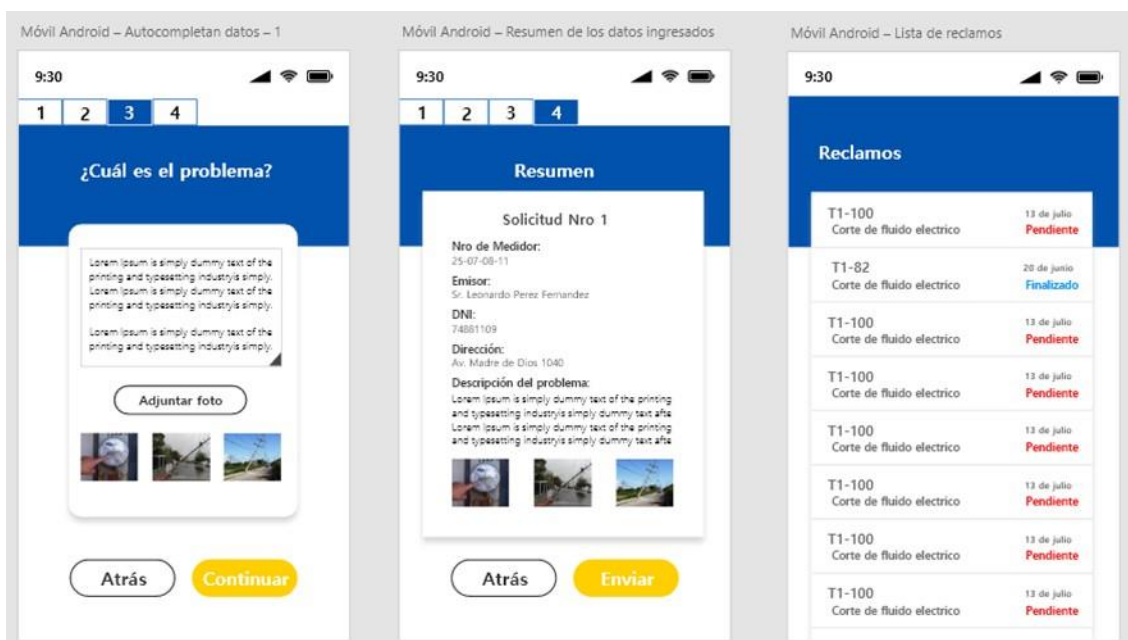 Móvil Android – Autocompletan datos – 1
9:30
1 2 3 4
¿Cuál es el problema?
Lorem Ipsum is simply dummy text of the
printing and typesetting industryis simply.
Lorem Ipsum is simply dummy text of the
printing and typesetting industryis simply.
Lorem Ipsum is simply dummy text of the
printing and typesetting industryis simply.
Adjuntar foto
Atrás Continuar
Móvil Android – Resumen de los datos ingresados
9:30
1 2 3 4
Resumen
Solicitud Nro 1
Nro de Medidor:
25-07-08-11
Emisor:
Sr. Leonardo Perez Fernandez
DNI:
74881109
Dirección:
Av. Madre de Dios 1040
Descripción del problema:
Lorem Ipsum is simply dummy text of the printing
and typesetting industryis simply dummy text afte
Lorem Ipsum is simply dummy text of the printing
and typesetting industryis simply dummy text afte
Atrás Enviar
Móvil Android – Lista de reclamos
9:30
Reclamos
T1-100 13 de julio
Corte de fluido electrico Pendiente
T1-82 20 de junio
Corte de fluido electrico Finalizado
T1-100 13 de julio
Corte de fluido electrico Pendiente
T1-100 13 de julio
Corte de fluido electrico Pendiente
T1-100 13 de julio
Corte de fluido electrico Pendiente
T1-100 13 de julio
Corte de fluido electrico Pendiente
T1-100 13 de julio
Corte de fluido electrico Pendiente
T1-100 13 de julio
Corte de fluido electrico Pendiente